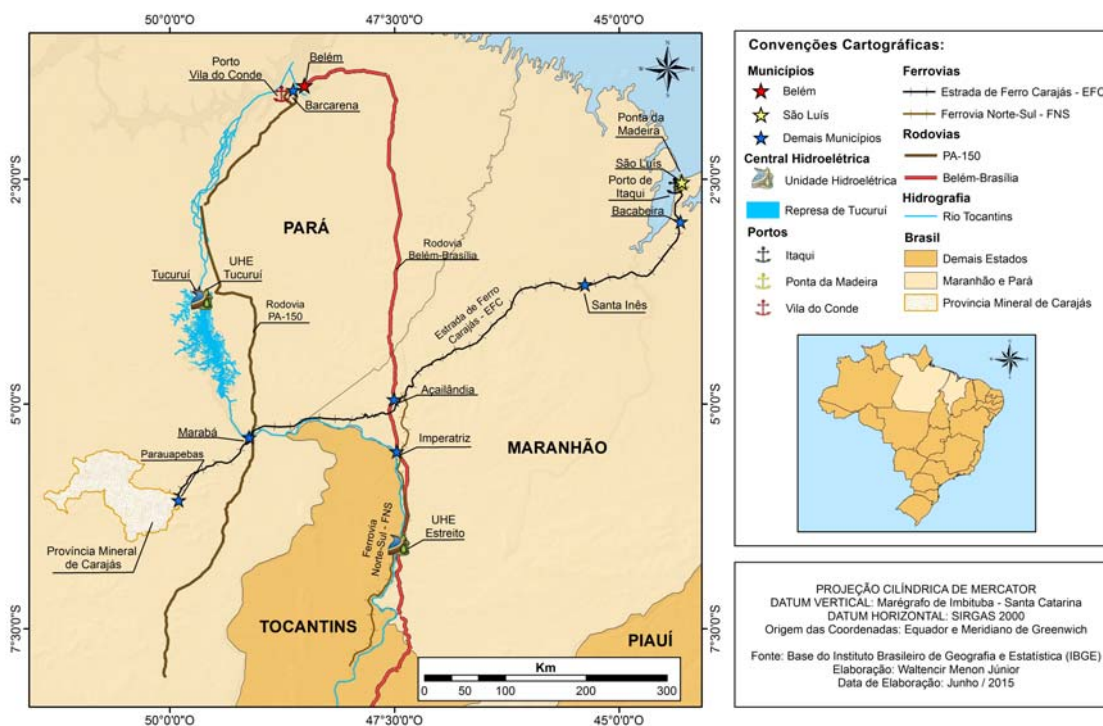 50°0'0"O 47°30'0"O 45°0'0"O
Porto
Vila do Conde
Belém
Barcarena
Ponta da
Madeira
São Luís
Porto de
Itaqui
Bacabeira
2°30'0"S
2°30'0"S
PARÁ
Rodovia
Belém-Brasília
Tucuruí
UHE
Tucuruí
Rodovia
PA-150
Estrada de Ferro
Carajás - EFC
Santa Inês
Açailândia
5°0'0"S
5°0'0"S
Marabá
Imperatriz
MARANHÃO
Parauapebas
Província Mineral
de Carajás
Ferrovia
Norte-Sul - FNS
UHE
Estreito
TOCANTINS
PIAUÍ
7°30'0"S
7°30'0"S
Km
0 50 100 200 300
50°0'0"O 47°30'0"O 45°0'0"O
Convenções Cartográficas:
Municípios
Belém
São Luís
Demais Municípios
Central Hidroelétrica
Unidade Hidroelétrica
Represa de Tucuruí
Portos
Itaqui
Ponta da Madeira
Vila do Conde
Ferrovias
Estrada de Ferro Carajás - EFC
Ferrovia Norte-Sul - FNS
Rodovias
PA-150
Belém-Brasília
Hidrografia
Rio Tocantins
Brasil
Demais Estados
Maranhão e Pará
Provincia Mineral de Carajás
PROJEÇÃO CILÍNDRICA DE MERCATOR
DATUM VERTICAL: Marégrafo de Imbituba - Santa Catarina
DATUM HORIZONTAL: SIRGAS 2000
Origem das Coordenadas: Equador e Meridiano de Greenwich
Fonte: Base do Instituto Brasileiro de Geografia e Estatística (IBGE)
Elaboração: Waltencir Menon Júnior
Data de Elaboração: Junho / 2015